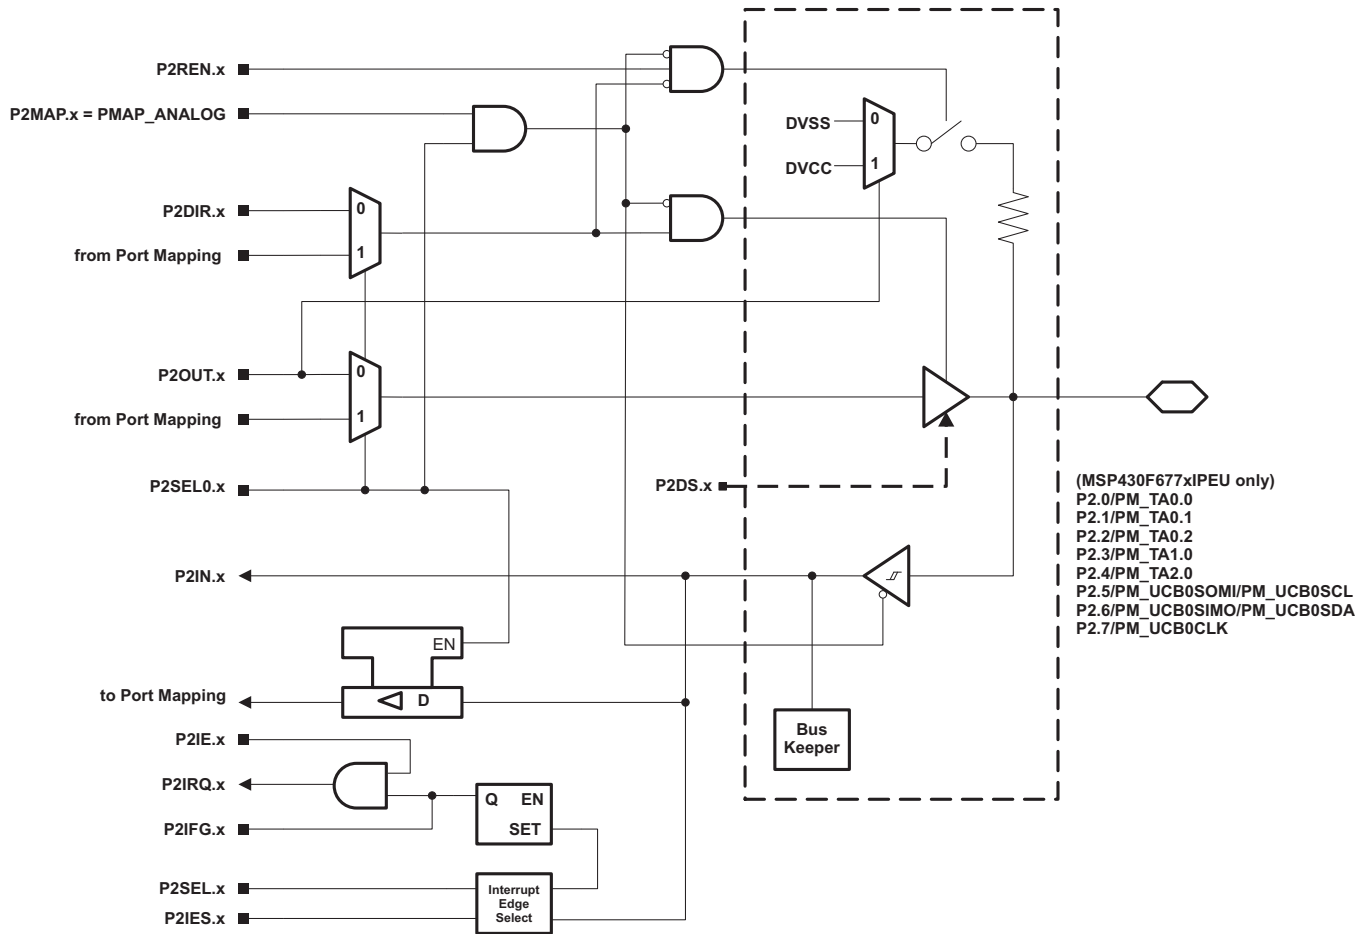 P2REN.x
P2MAP.x = PMAP_ANALOG
DVSS
0
DVCC
1
P2DIR.x
0
from Port Mapping
1
P2OUT.x
0
from Port Mapping
1
P2SEL0.x
P2DS.x
(MSP430F677xIPEU only)
P2.0/PM_TA0.0
P2.1/PM_TA0.1
P2.2/PM_TA0.2
P2.3/PM_TA1.0
P2.4/PM_TA2.0
P2.5/PM_UCB0SOMI/PM_UCB0SCL
P2.6/PM_UCB0SIMO/PM_UCB0SDA
P2.7/PM_UCB0CLK
P2IN.x
EN
to Port Mapping
D
Bus
Keeper
P2IE.x
P2IRQ.x
Q EN
SET
P2IFG.x
P2SEL.x
P2IES.x
Interrupt
Edge
Select